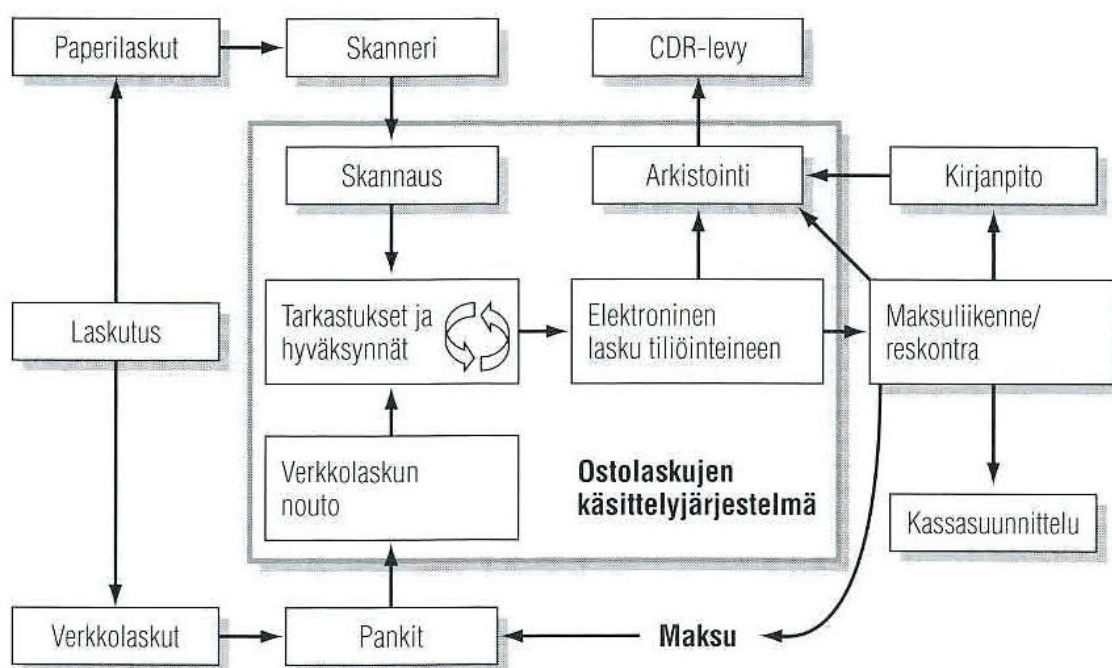 Paperilaskut
Skanneri
CDR-levy
Skannaus
Arkistointi
Kirjanpito
Laskutus
Tarkastukset ja
hyväksynnät
Elektroninen
lasku tiliöinteineen
Maksuliikenne/
reskontra
Verkkolaskun
nouto
Ostolaskujen
käsittelyjärjestelmä
Kassasuunnittelu
Verkkolaskut
Pankit
Maksu